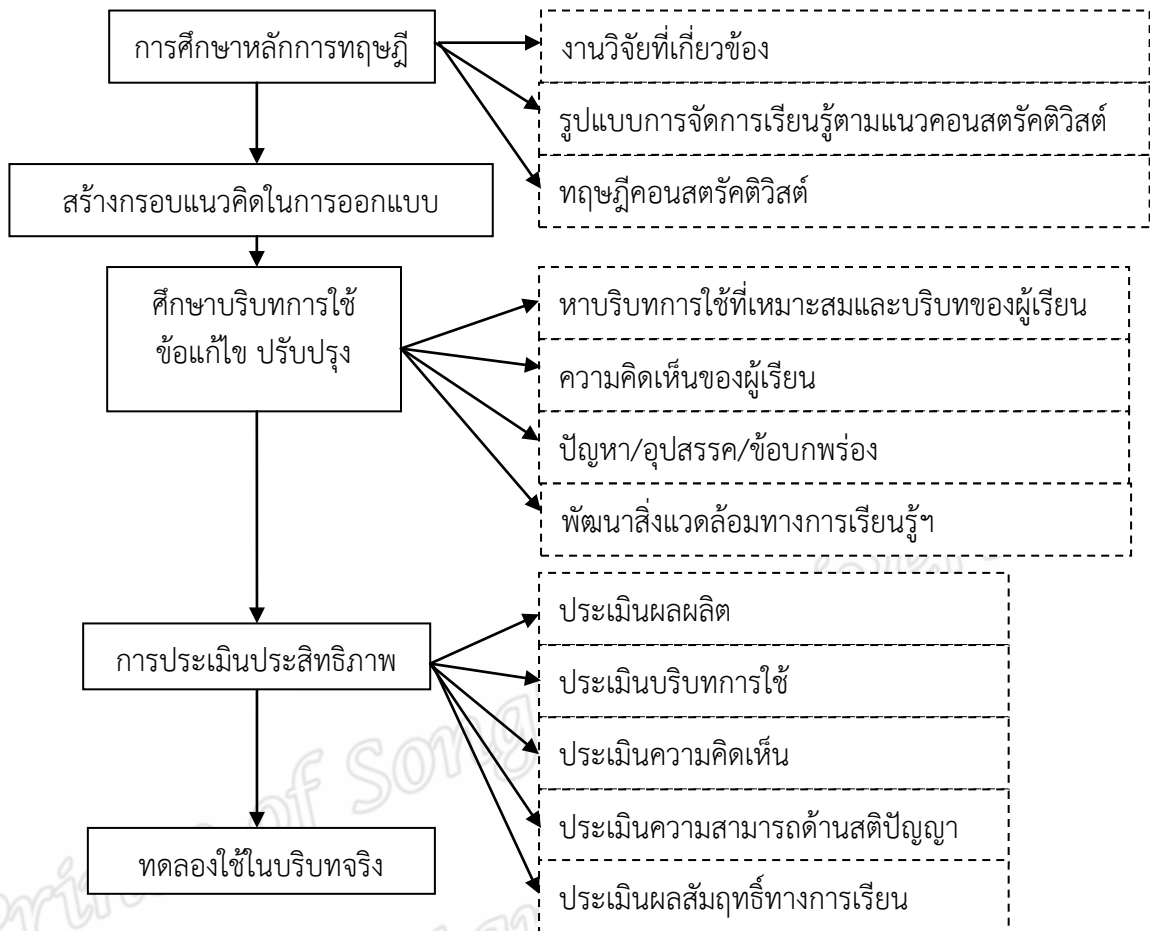 การศึกษาหลักการทฤษฎี
งานวิจัยที่เกี่ยวข้อง
รูปแบบการจัดการเรียนรู้ตามแนวคอนสตรัคติวิสต์
ทฤษฎีคอนสตรัคติวิสต์
สร้างกรอบแนวคิดในการออกแบบ
ศึกษาบริบทการใช้
ข้อแก้ไข ปรับปรุง
หาบริบทการใช้ที่เหมาะสมและบริบทของผู้เรียน
ความคิดเห็นของผู้เรียน
ปัญหา/อุปสรรค/ข้อบกพร่อง
พัฒนาสิ่งแวดล้อมทางการเรียนรู้ฯ
การประเมินประสิทธิภาพ
ประเมินผลผลิต
ประเมินบริบทการใช้
ประเมินความคิดเห็น
ประเมินความสามารถด้านสติปัญญา
ประเมินผลสัมฤทธิ์ทางการเรียน
ทดลองใช้ในบริบทจริง
of Song